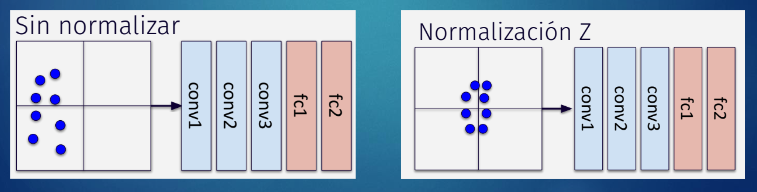 Sin normalizar
conv1
conv2
conv3
fc1
fc2
Normalización Z
conv1
conv2
conv3
fc1
fc2